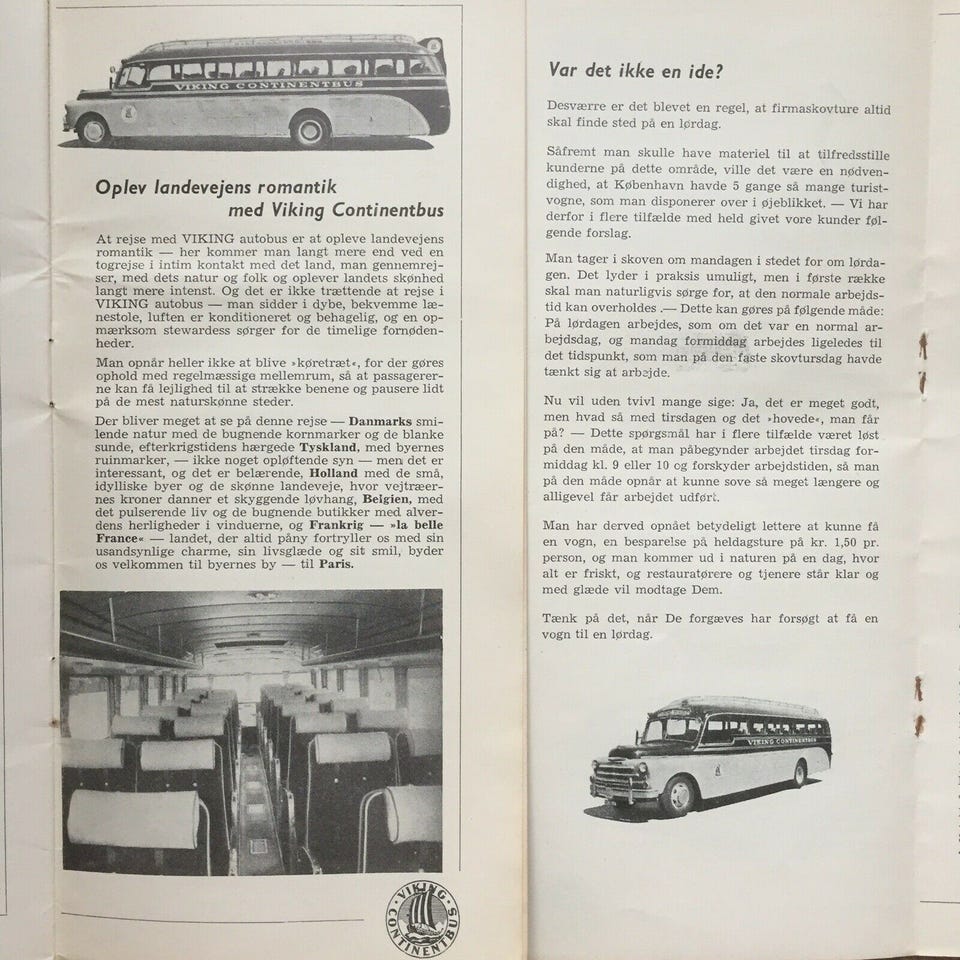 VIKING CONTINENTBUS
Oplev landevejens romantik
med Viking Continentbus
At rejse med VIKING autobus er at opleve landevejens
romantik — her kommer man langt mere end ved en
togrejse i intim kontakt med det land, man gennemrej-
ser, med dets natur og folk og oplever landets skønhed
langt mere intenst. Og det er ikke trættende at rejse i
VIKING autobus — man sidder i dybe, bekvemme læ-
nestole, luften er konditioneret og behagelig, og en op-
mærksom stewardess sørger for de timelige fornøden-
heder.
Man opnår heller ikke at blive »køretræt«, for der gøres
ophold med regelmæssige mellemrum, så at passagerer-
ne kan få lejlighed til at strække benene og pausere lidt
på de mest naturskønne steder.
Der bliver meget at se på denne rejse — Danmarks smi-
lende natur med de bugnende kornmarker og de blanke
sunde, efterkrigstidens hærgede Tyskland, med byernes
ruinmarker, — ikke noget opløftende syn — men det er
interessant, og det er belærende, Holland med de små,
idylliske byer og de skønne landeveje, hvor vejtræer-
nes kroner danner et skyggende løvhang, Belgien, med
det pulserende liv og de bugnende butikker med alver-
dens herligheder i vinduerne, og Frankrig — »la belle
France« — landet, der altid påny fortryller os med sin
usandsynlige charme, sin livsglæde og sit smil, byder
os velkommen til byernes by — til Paris.
VIKING
CONTINENTBUS
Var det ikke en ide?
Desværre er det blevet en regel, at firmaskovture altid
skal finde sted på en lørdag.
Såfremt man skulle have materiel til at tilfredsstille
kunderne på dette område, ville det være en nødven-
dighed, at København havde 5 gange så mange turist-
vogne, som man disponerer over i øjeblikket. — Vi har
derfor i flere tilfælde med held givet vore kunder føl-
gende forslag.
Man tager i skoven om mandagen i stedet for om lørda-
gen. Det lyder i praksis umuligt, men i første række
skal man naturligvis sørge for, at den normale arbejds-
tid kan overholdes .— Dette kan gøres på følgende måde:
På lørdagen arbejdes, som om det var en normal ar-
bejdsdag, og mandag formiddag arbejdes ligeledes til
det tidspunkt, som man på den faste skovtursdag havde
tænkt sig at arbejde.
Nu vil uden tvivl mange sige: Ja, det er meget godt,
men hvad så med tirsdagen og det »hovede«, man får
på? — Dette spørgsmål har i flere tilfælde været løst
på den måde, at man påbegynder arbejdet tirsdag for-
middag kl. 9 eller 10 og forskyder arbejdstiden, så man
på den måde opnår at kunne sove så meget længere og
alligevel får arbejdet udført.
Man har derved opnået betydeligt lettere at kunne få
en vogn, en besparelse på heldagsture på kr. 1,50 pr.
person, og man kommer ud i naturen på en dag, hvor
alt er friskt, og restauratørere og tjenere står klar og
med glæde vil modtage Dem.
Tænk på det, når De forgæves har forsøgt at få en
vogn til en lørdag.
VIKING CONTINENTBUS